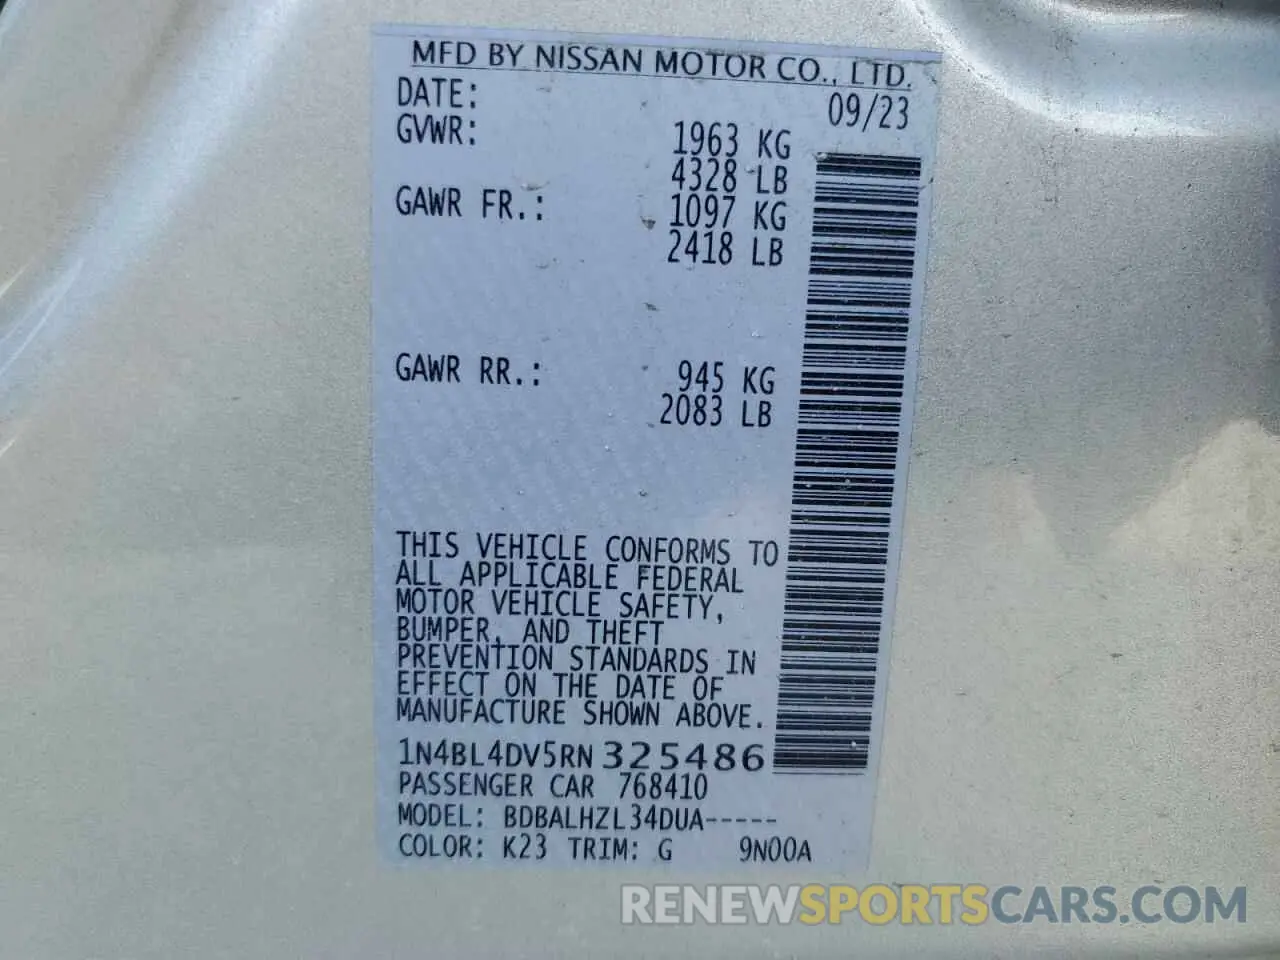 MFD BY NISSAN MOTOR CO., LTD.
DATE: 09/23
GVWR: 1963 KG
4328 LB
GAWR FR.: 1097 KG
2418 LB
GAWR RR.: 945 KG
2083 LB
THIS VEHICLE CONFORMS TO
ALL APPLICABLE FEDERAL
MOTOR VEHICLE SAFETY,
BUMPER, AND THEFT
PREVENTION STANDARDS IN
EFFECT ON THE DATE OF
MANUFACTURE SHOWN ABOVE.
1N4BL4DV5RN325486
PASSENGER CAR 768410
MODEL: BDBALHZL34DUA-----
COLOR: K23 TRIM: G 9N00A
RENEWSPORTSCARS.COM